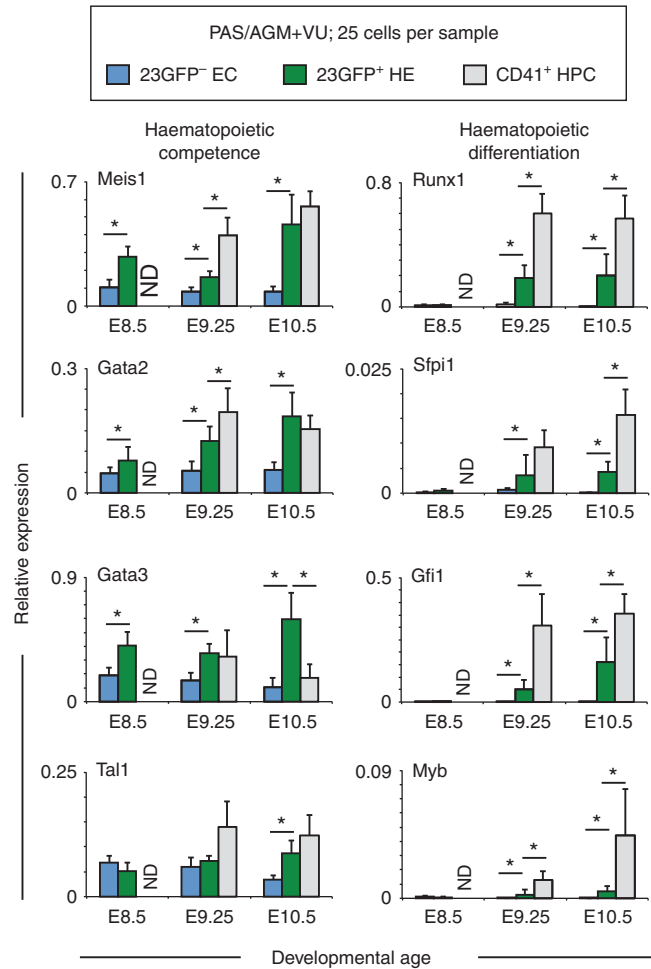 PAS/AGM+VU; 25 cells per sample
23GFP⁻ EC 23GFP⁺ HE CD41⁺ HPC
Haematopoietic competence
Haematopoietic differentiation
Relative expression
Meis1
0.7
0
* * * * ND
E8.5 E9.25 E10.5
Runx1
0.8
0
ND * * * *
E8.5 E9.25 E10.5
Gata2
0.3
0
* ND * * *
E8.5 E9.25 E10.5
Sfpi1
0.025
0
ND * * *
E8.5 E9.25 E10.5
Gata3
0.9
0
* ND * * *
E8.5 E9.25 E10.5
Gfi1
0.5
0
ND * * * *
E8.5 E9.25 E10.5
Tal1
0.25
0
ND *
E8.5 E9.25 E10.5
Myb
0.09
0
ND * * * *
E8.5 E9.25 E10.5
Developmental age